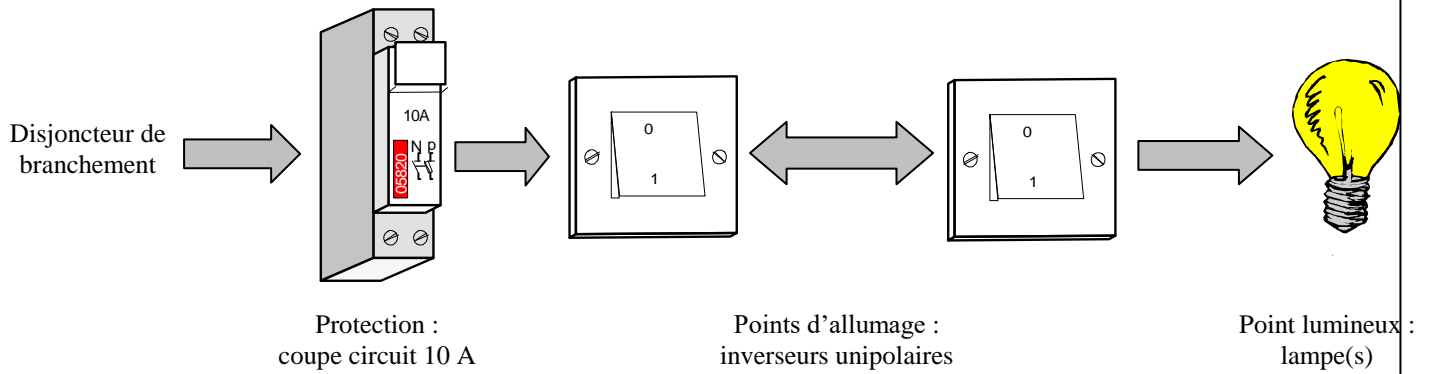 Disjoncteur de
branchement
10A
N P
05820
0
1
0
1
Protection :
coupe circuit 10 A
Points d’allumage :
inverseurs unipolaires
Point lumineux :
lampe(s)